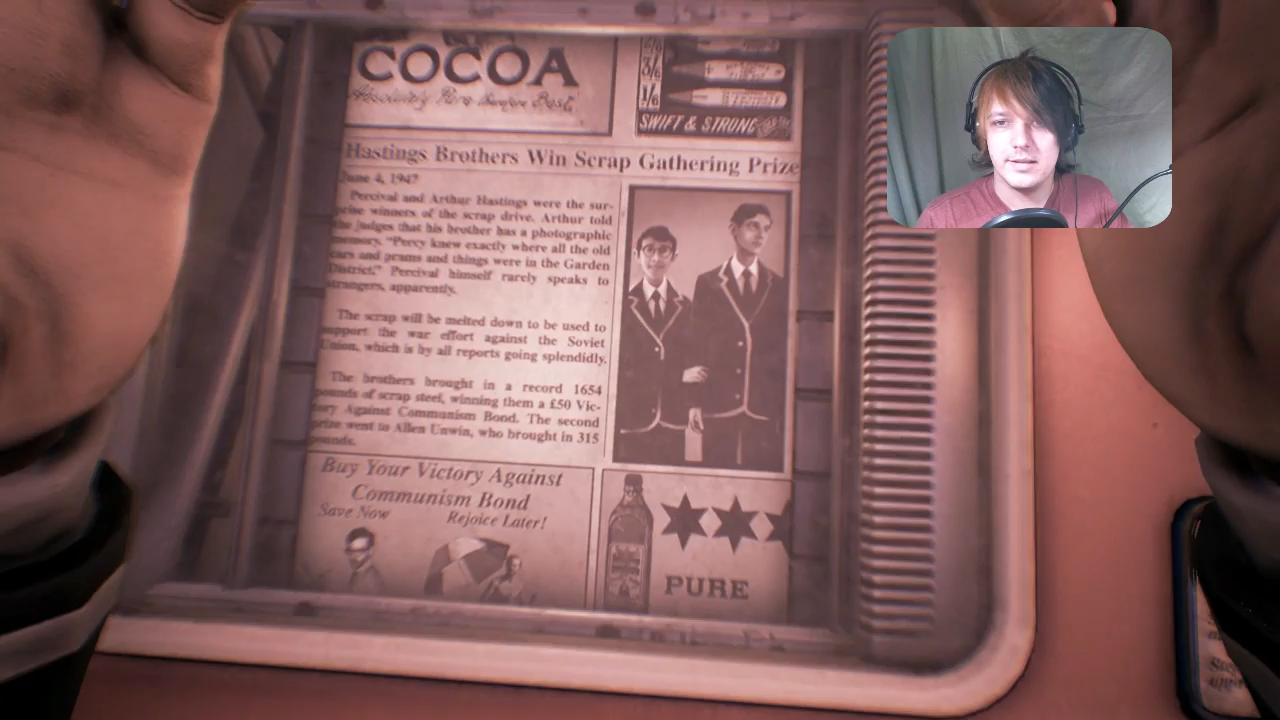 COCOA
Absolutely Pure
3/6
1/6
SWIFT & STRONG
Hastings Brothers Win Scrap Gathering Prize
June 4, 1947
Percival and Arthur Hastings were the sur-
prise winners of the scrap drive. Arthur told
the judges that his brother has a photographic
memory. "Percy knew exactly where all the old
cars and prams and things were in the Garden
District." Percival himself rarely speaks to
strangers, apparently.
The scrap will be melted down to be used to
support the war effort against the Soviet
Union, which is by all reports going splendidly.
The brothers brought in a record 1654
pounds of scrap steel, winning them a £50 Vic-
tory Against Communism Bond. The second
prize went to Allen Unwin, who brought in 315
pounds.
Buy Your Victory Against
Communism Bond
Save Now Rejoice Later!
PURE